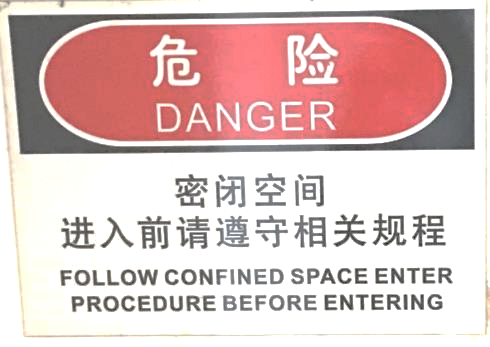 危 险
DANGER
密闭空间
进入前请遵守相关规程
FOLLOW CONFINED SPACE ENTER
PROCEDURE BEFORE ENTERING